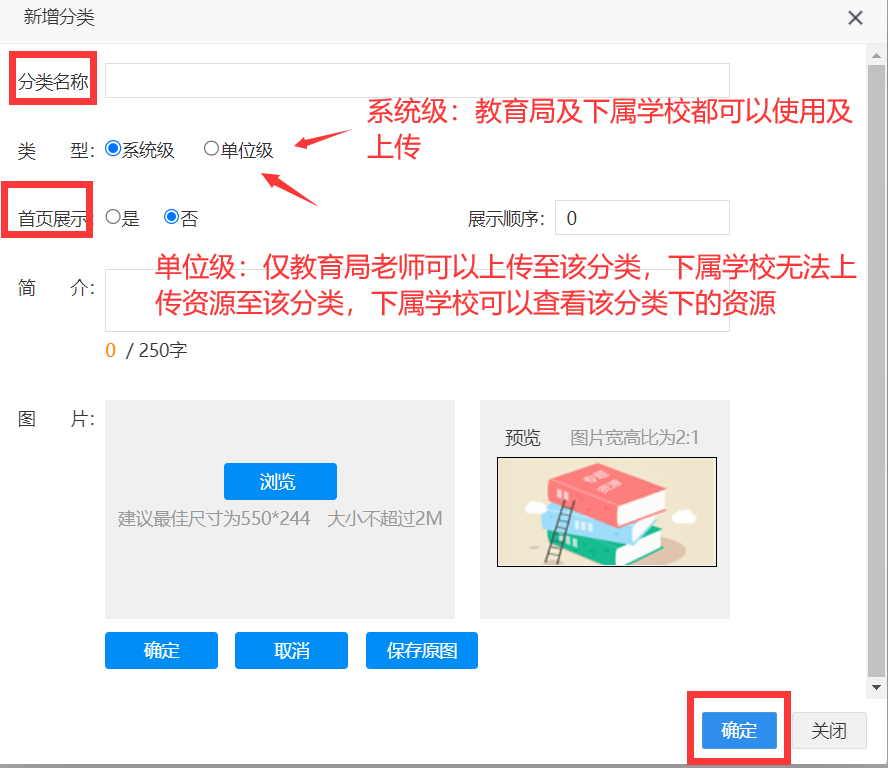 新增分类
分类名称
系统级：教育局及下属学校都可以使用及
上传
类 型： 系统级 单位级
首页展示： 是 否 展示顺序： 0
单位级：仅教育局老师可以上传至该分类，下属学校无法上
传资源至该分类，下属学校可以查看该分类下的资源
简 介：
0 / 250字
图 片：
预览 图片宽高比为2:1
浏览
建议最佳尺寸为550*244 大小不超过2M
专题
资源
确定 取消 保存原图
确定 关闭